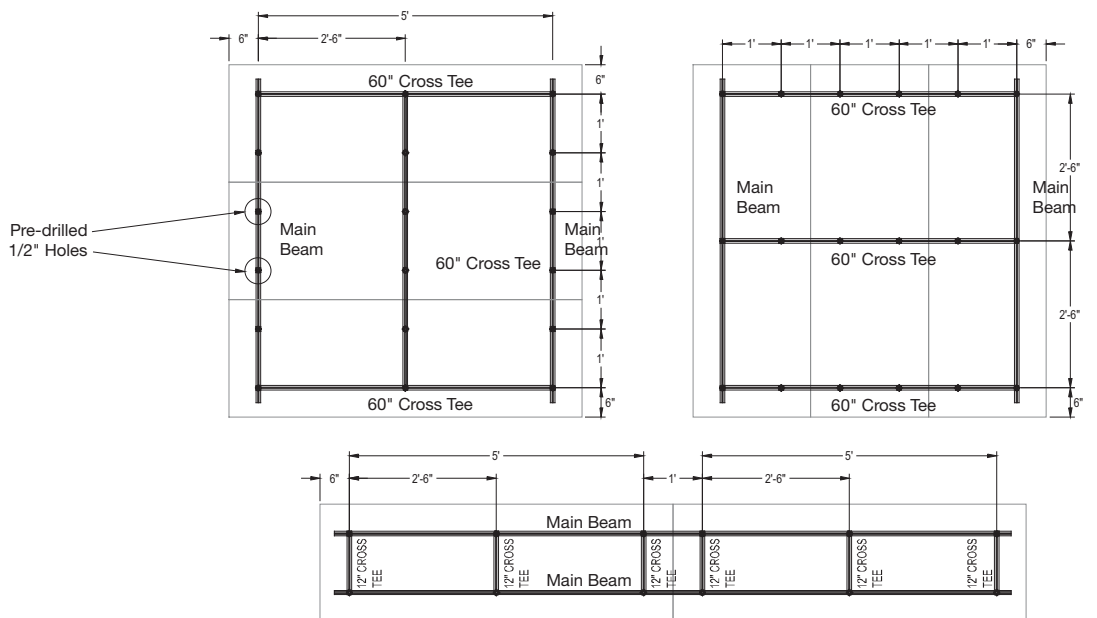 5'
6"
2'-6"
60" Cross Tee
6"
1'
1'
Pre-drilled
1/2" Holes
Main
Beam
Main
Beam
1'
60" Cross Tee
1'
1'
60" Cross Tee
6"
1'
1'
1'
1'
1'
6"
60" Cross Tee
2'-6"
Main
Beam
Main
Beam
60" Cross Tee
2'-6"
60" Cross Tee
6"
5'
5'
6"
2'-6"
1'
2'-6"
Main Beam
12" CROSS
TEE
12" CROSS
TEE
Main Beam
12" CROSS
TEE
12" CROSS
TEE
12" CROSS
TEE
12" CROSS
TEE